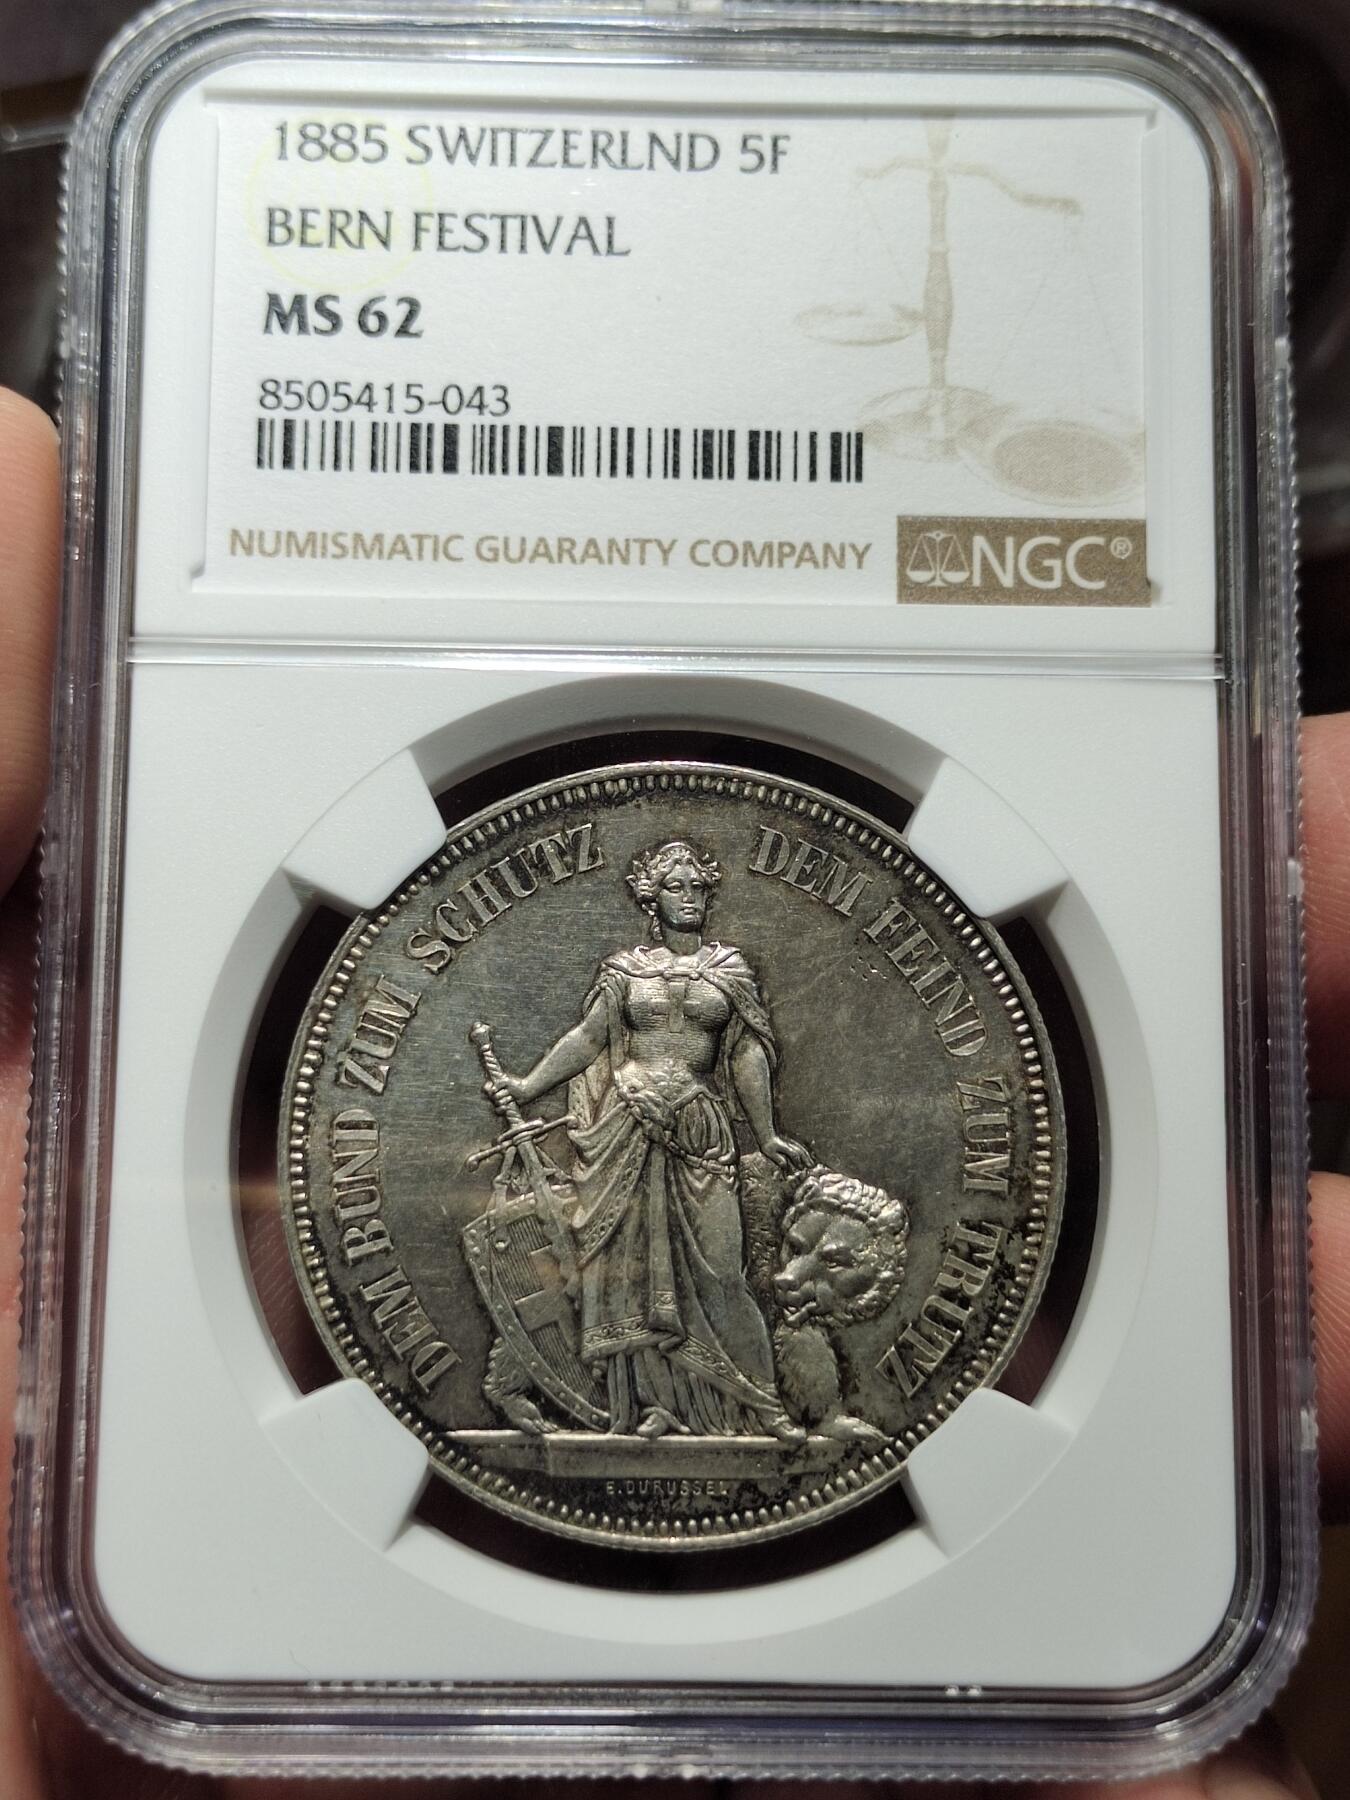 1885 SWITZERLND 5F
BERN FESTIVAL
MS 62
8505415-043
NUMISMATIC GUARANTY COMPANY
NGC®
DEM BUND ZUM SCHUTZ
DEM FEIND ZUM TRUTZ
E.DURUSSEL